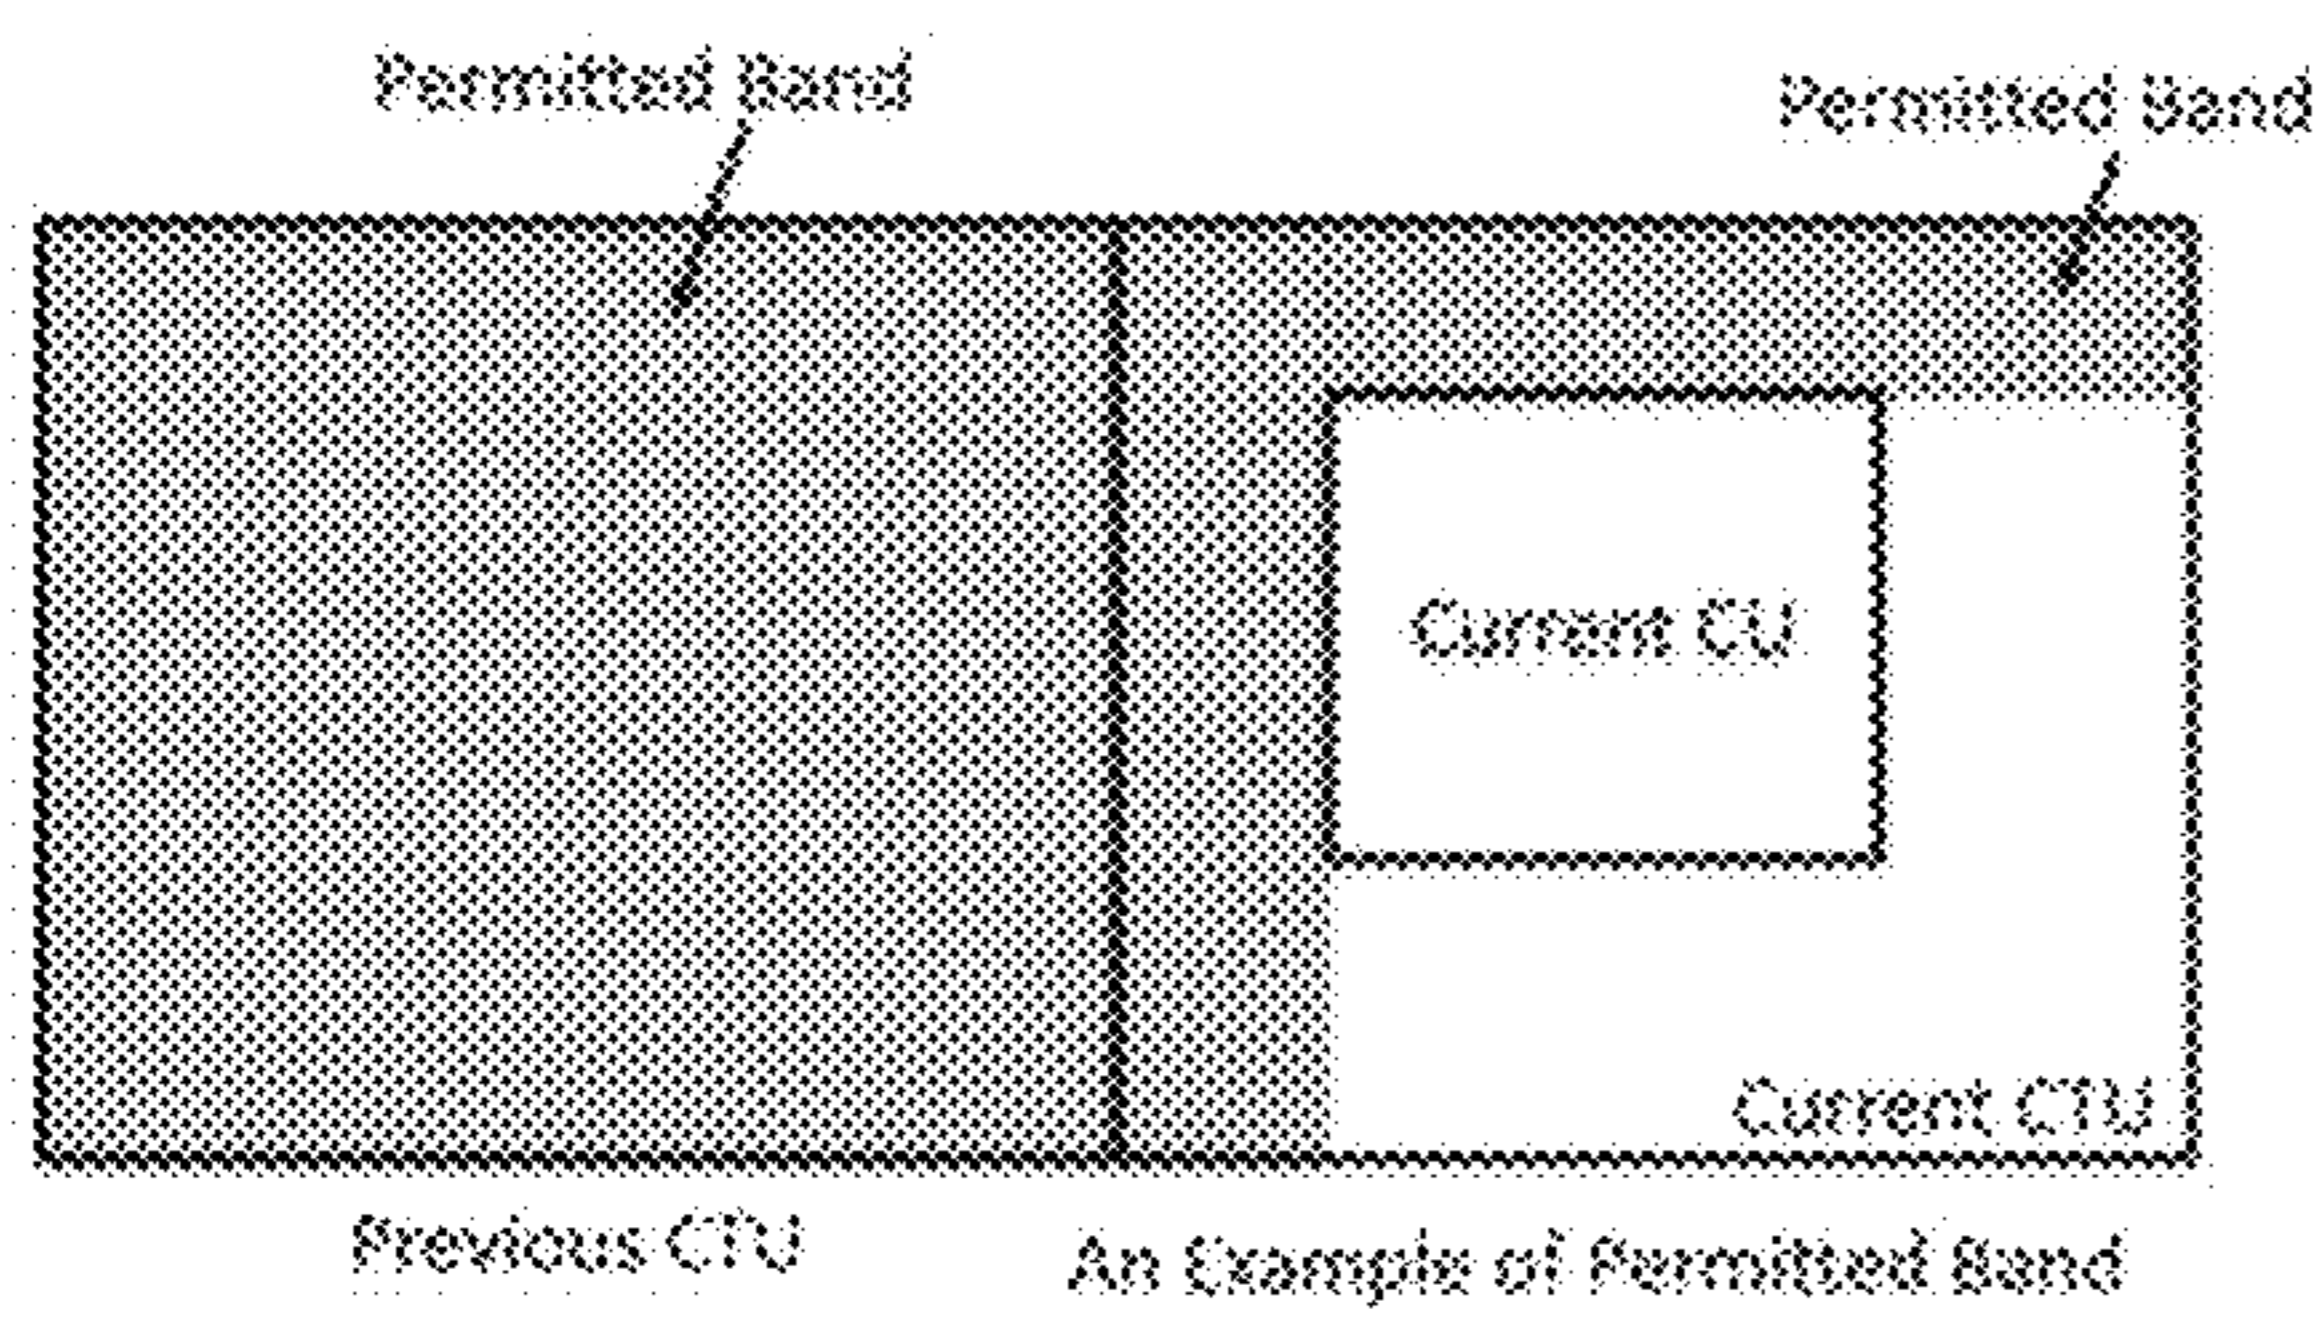 Permitted Band
Permitted Band
Current CU
Current CTU
Previous CTU
An Example of Permitted Band